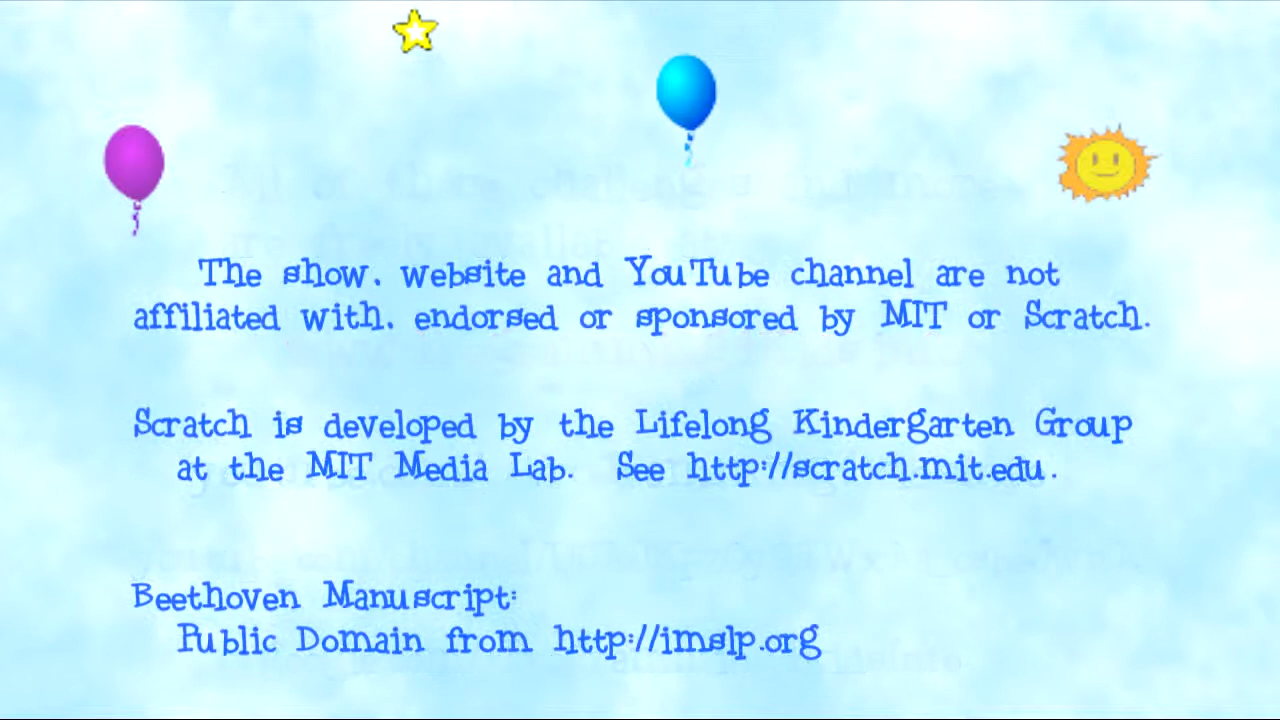 The show, website and YouTube channel are not
affiliated with, endorsed or sponsored by MIT or Scratch.
Scratch is developed by the Lifelong Kindergarten Group
at the MIT Media Lab. See http://scratch.mit.edu.
Beethoven Manuscript:
Public Domain from http://imslp.org